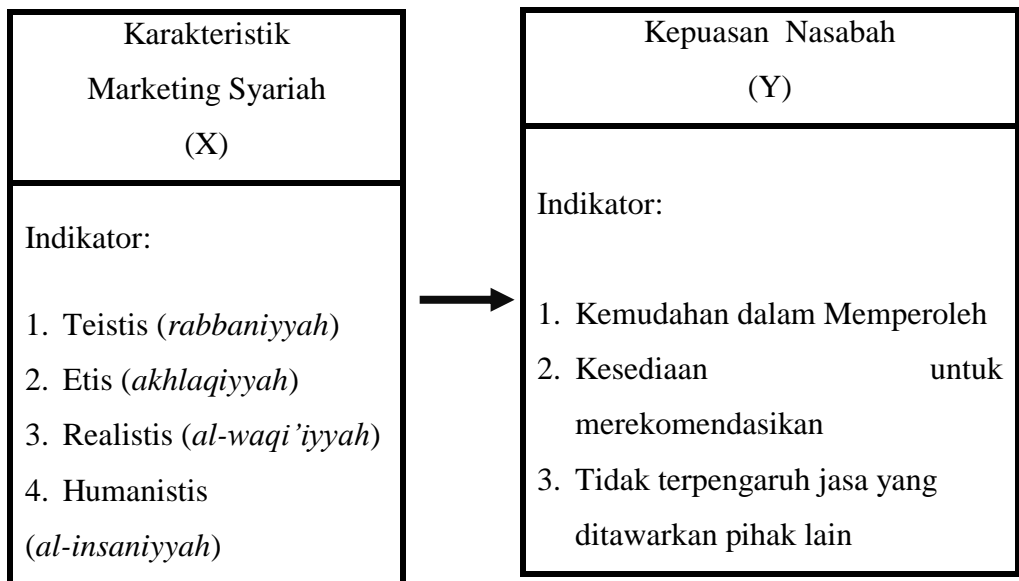 Karakteristik
Marketing Syariah
(X)
Indikator:
1. Teistis (rabbaniyyah)
2. Etis (akhlaqiyyah)
3. Realistis (al-waqi’iyyah)
4. Humanistis
(al-insaniyyah)
Kepuasan Nasabah
(Y)
Indikator:
1. Kemudahan dalam Memperoleh
2. Kesediaan untuk
merekomendasikan
3. Tidak terpengaruh jasa yang
ditawarkan pihak lain